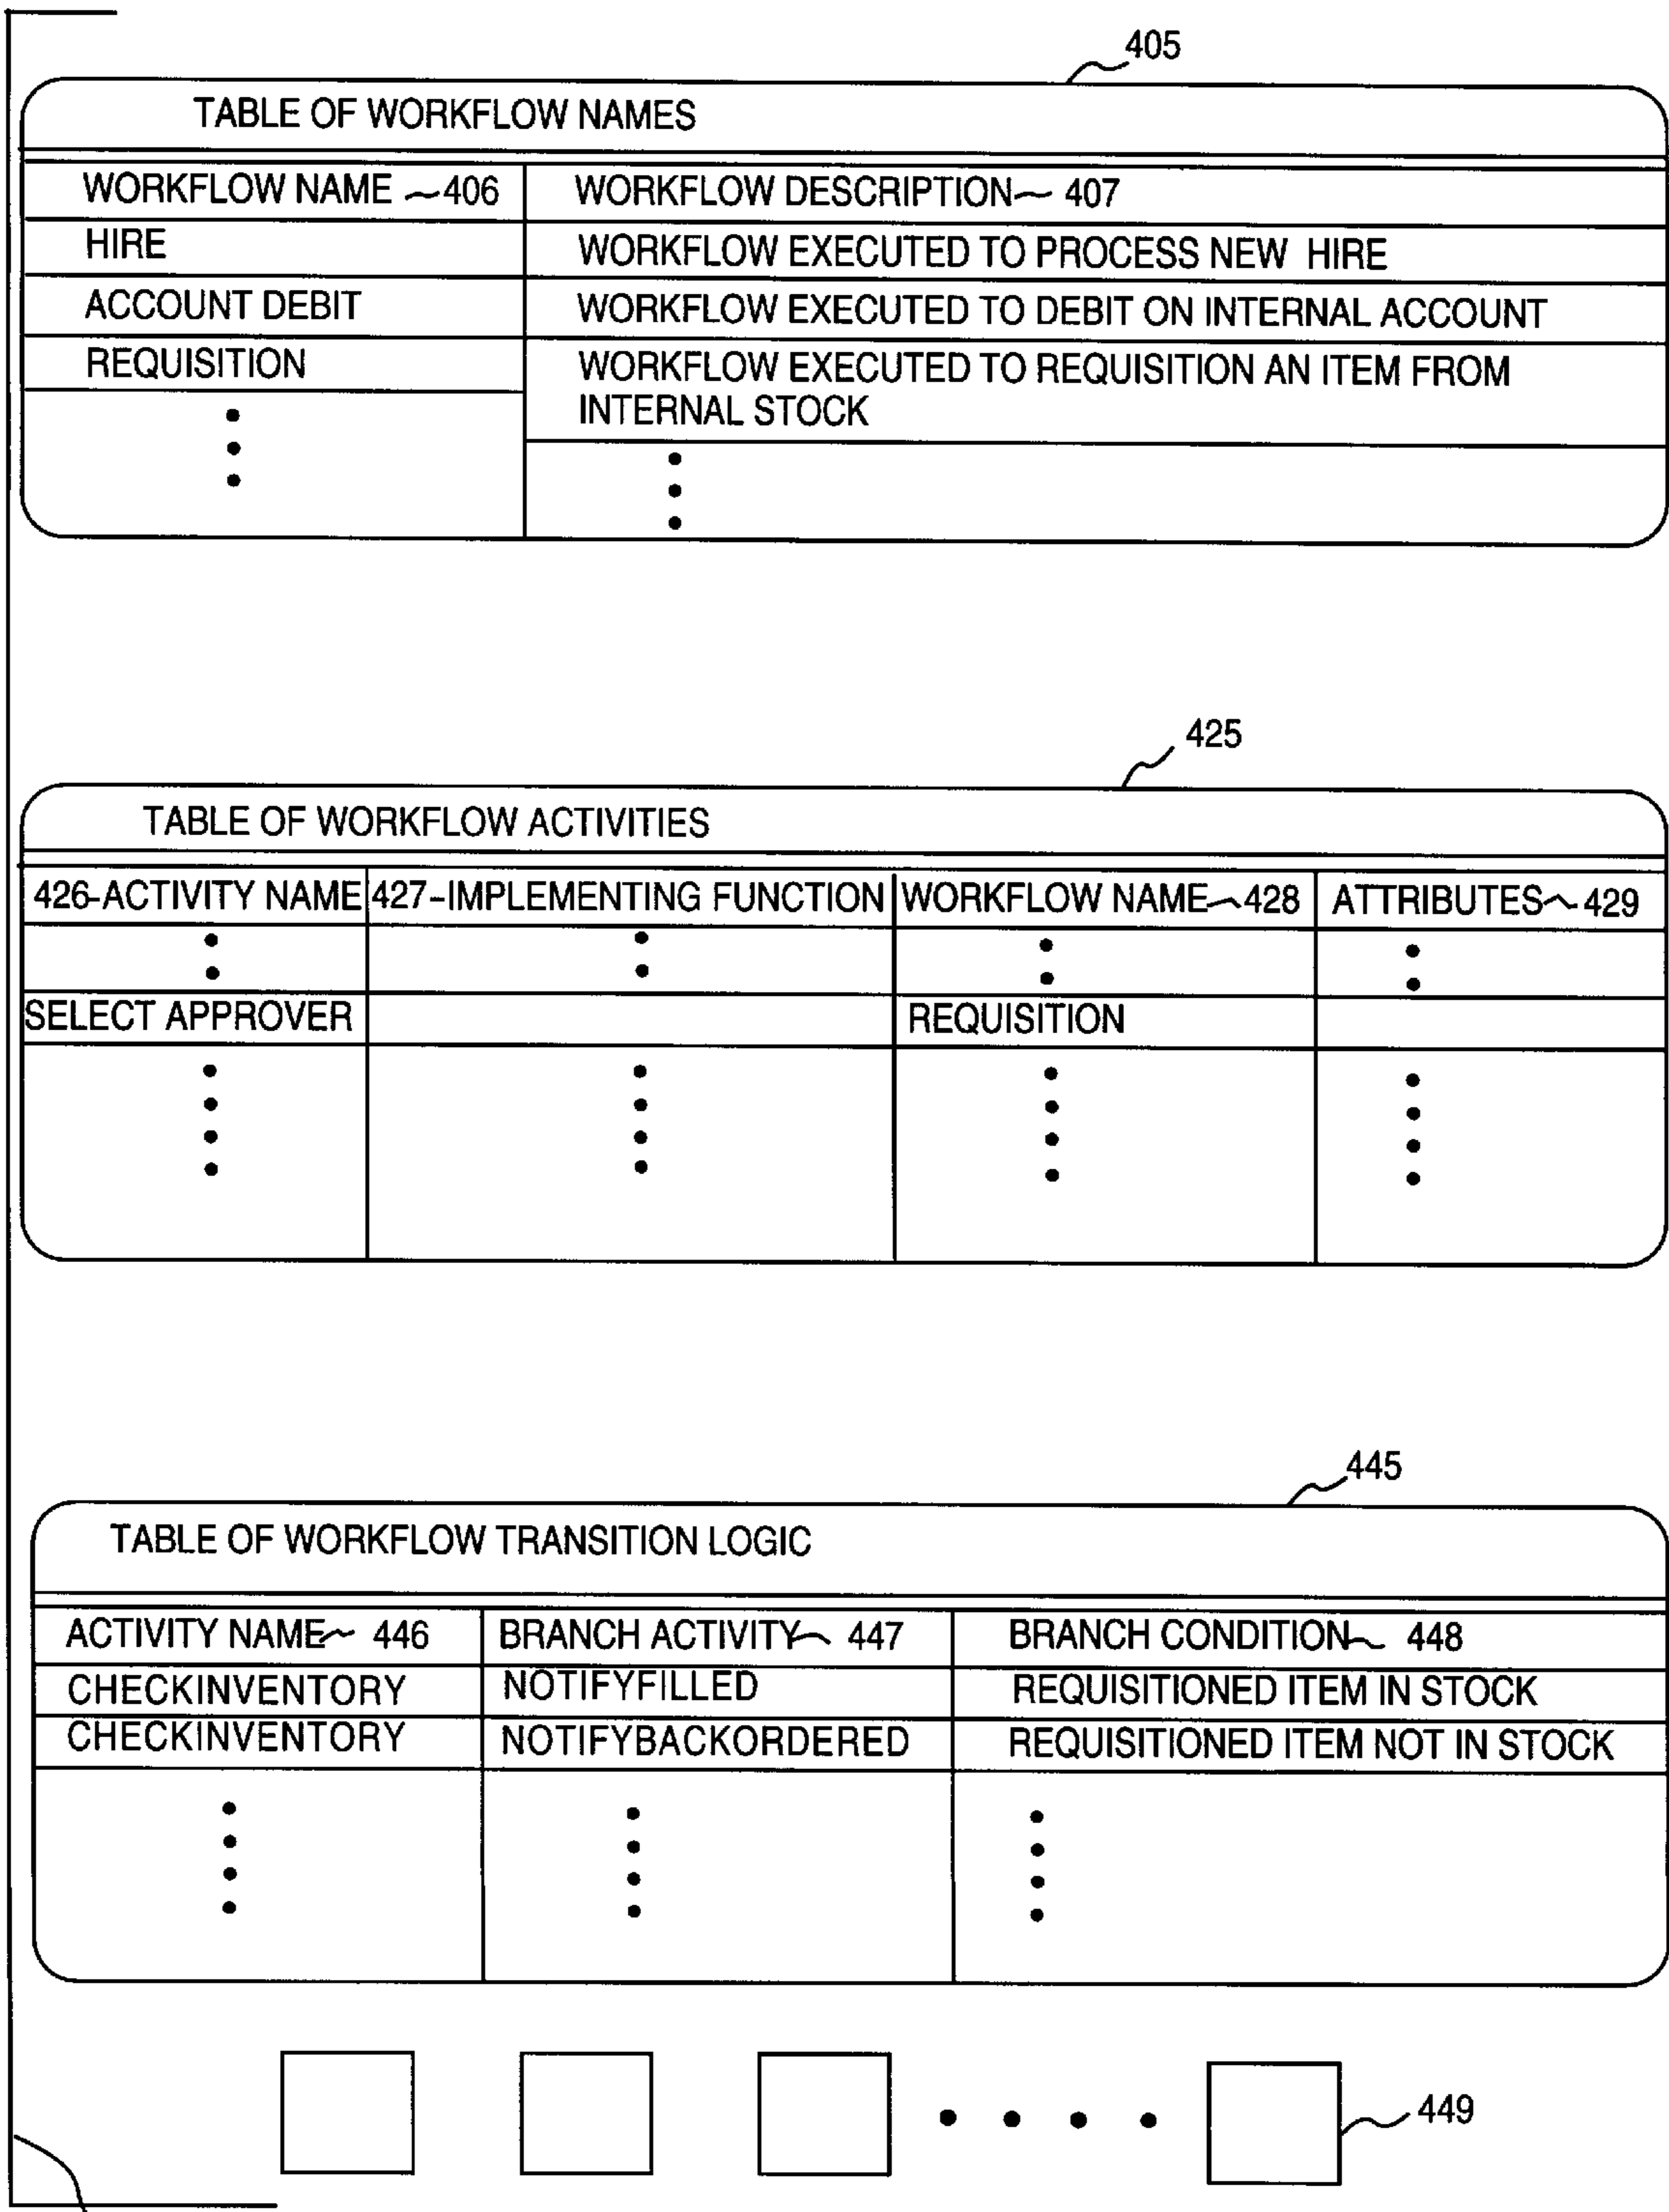 405
TABLE OF WORKFLOW NAMES
WORKFLOW NAME 406 WORKFLOW DESCRIPTION 407
HIRE WORKFLOW EXECUTED TO PROCESS NEW HIRE
ACCOUNT DEBIT WORKFLOW EXECUTED TO DEBIT ON INTERNAL ACCOUNT
REQUISITION WORKFLOW EXECUTED TO REQUISITION AN ITEM FROM
INTERNAL STOCK
425
TABLE OF WORKFLOW ACTIVITIES
426-ACTIVITY NAME 427-IMPLEMENTING FUNCTION WORKFLOW NAME 428 ATTRIBUTES 429
SELECT APPROVER REQUISITION
445
TABLE OF WORKFLOW TRANSITION LOGIC
ACTIVITY NAME 446 BRANCH ACTIVITY 447 BRANCH CONDITION 448
CHECKINVENTORY NOTIFYFILLED REQUISITIONED ITEM IN STOCK
CHECKINVENTORY NOTIFYBACKORDERED REQUISITIONED ITEM NOT IN STOCK
449